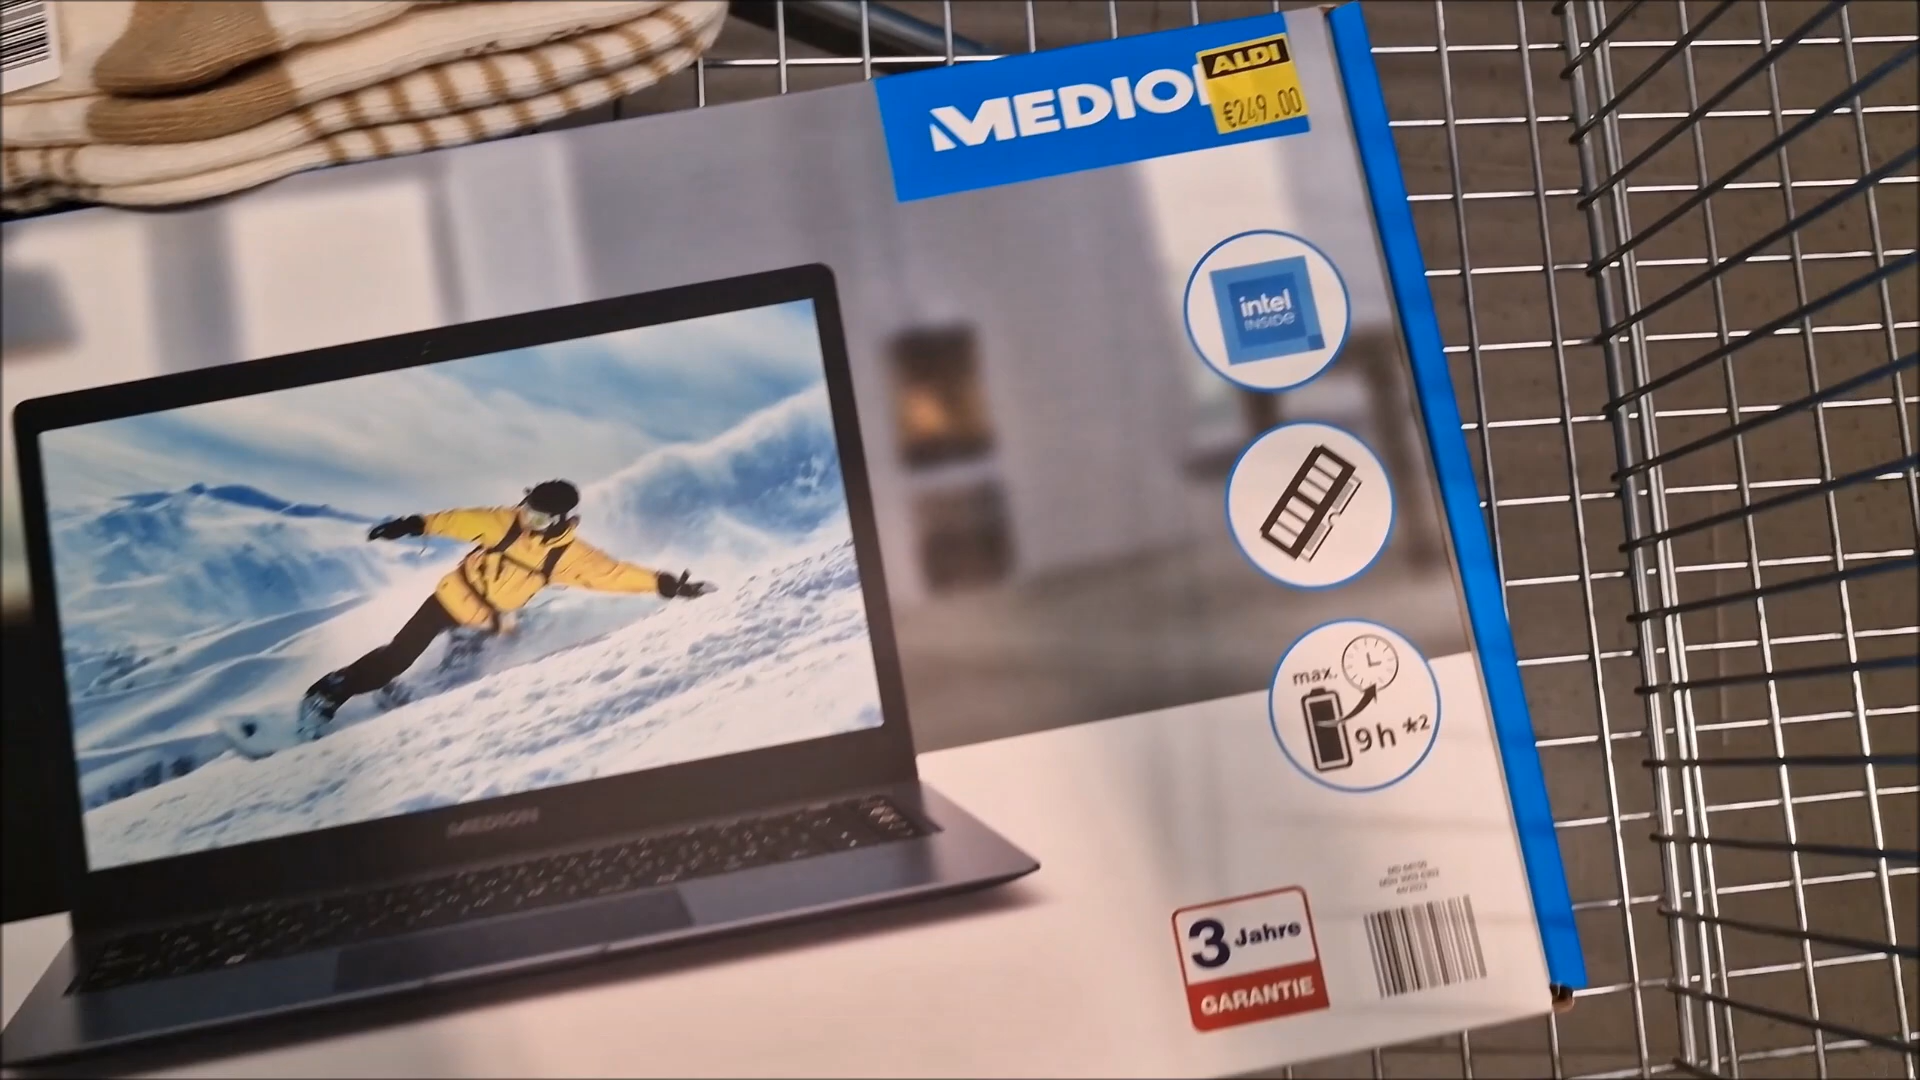 MEDIO
ALDI
€249.00
intel
INSIDE
max.
9h *2
MEDION
3 Jahre
GARANTIE